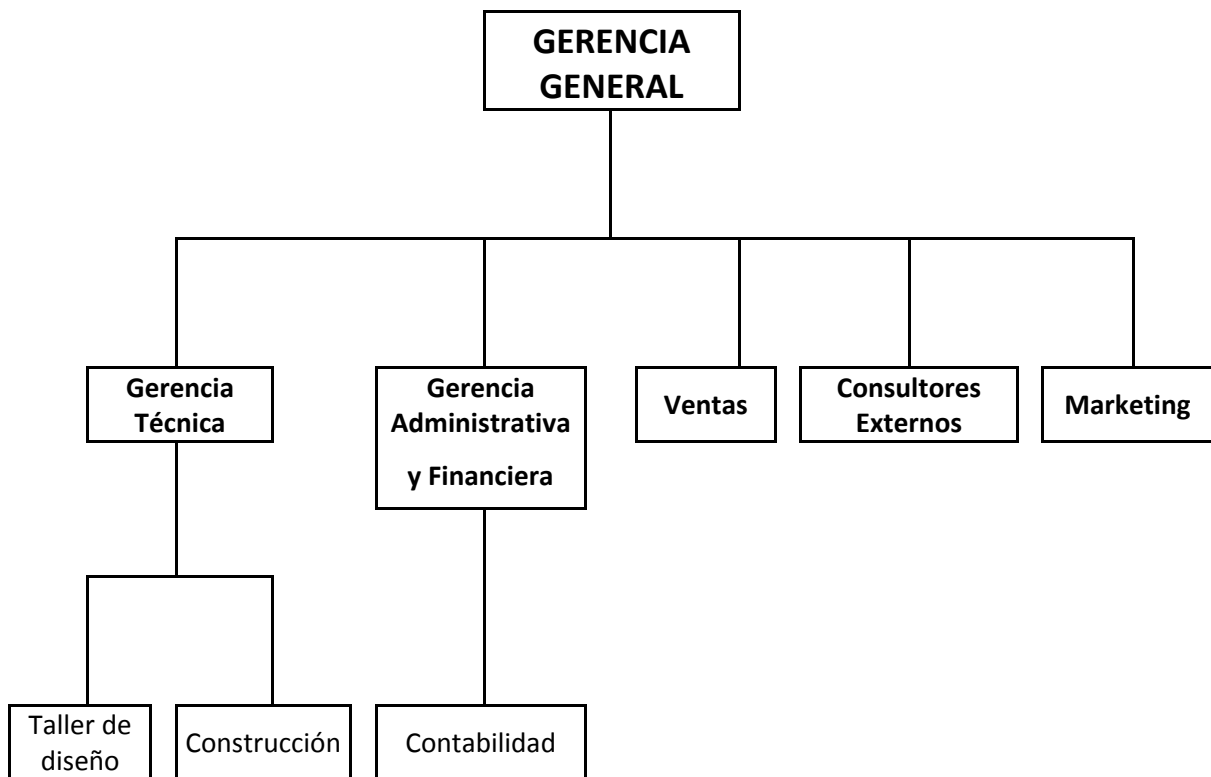 GERENCIA
GENERAL
Gerencia
Técnica
Gerencia
Administrativa
y Financiera
Ventas
Consultores
Externos
Marketing
Taller de
diseño
Construcción
Contabilidad